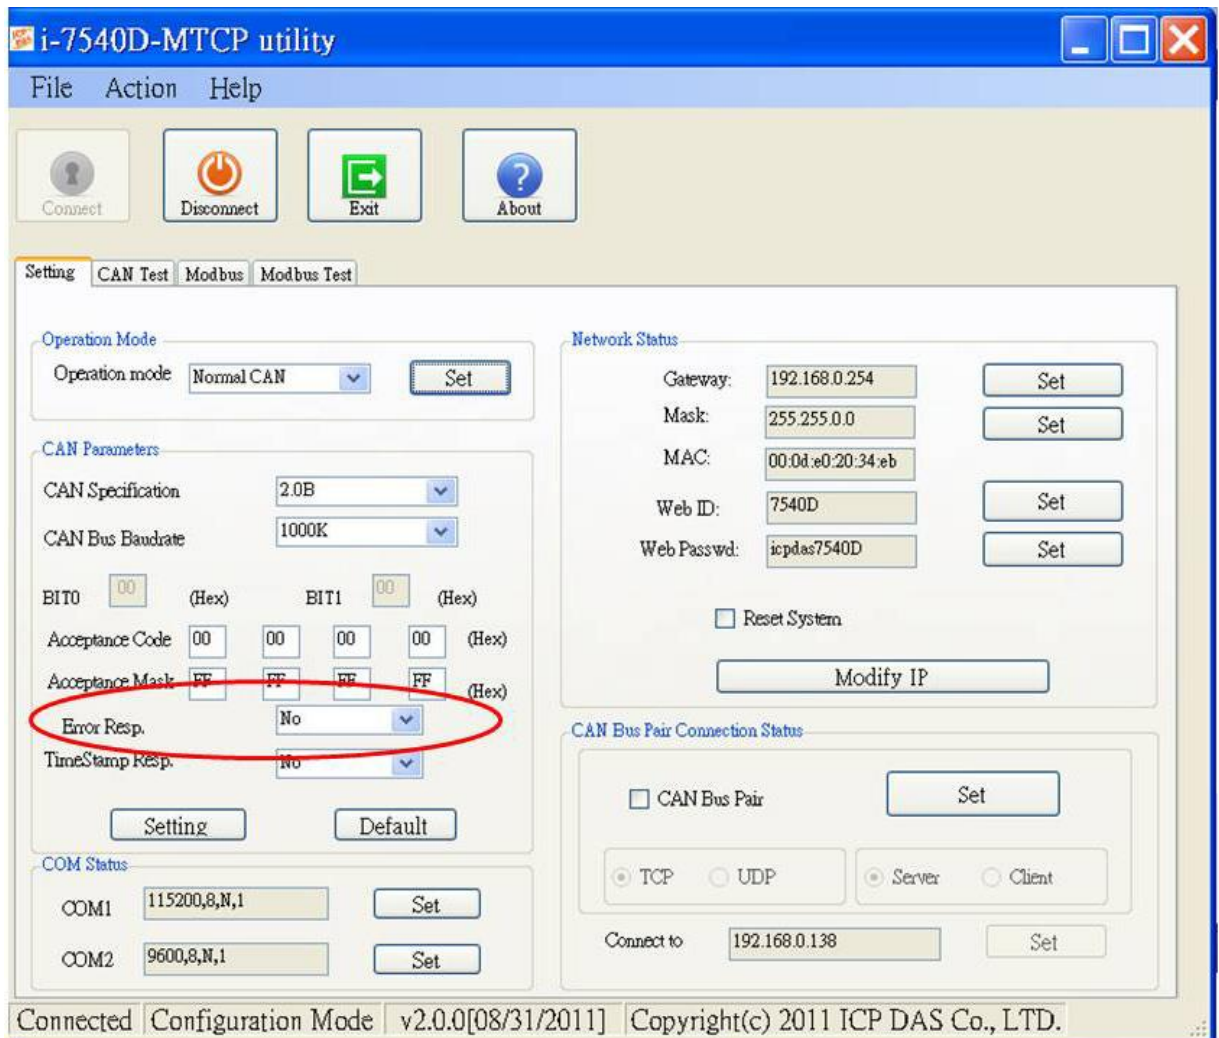 i-7540D-MTCP utility
File Action Help
Connect Disconnect Exit About
Setting CAN Test Modbus Modbus Test
Operation Mode
Operation mode Normal CAN Set
CAN Parameters
CAN Specification 2.0B
CAN Bus Baudrate 1000K
BIT0 00 (Hex) BIT1 00 (Hex)
Acceptance Code 00 00 00 00 (Hex)
Acceptance Mask FF FF FF FF (Hex)
Error Resp. No
TimeStamp Resp. No
Setting Default
COM Status
COM1 115200,8,N,1 Set
COM2 9600,8,N,1 Set
Network Status
Gateway: 192.168.0.254 Set
Mask: 255.255.0.0 Set
MAC: 00:0d:e0:20:34:eb
Web ID: 7540D Set
Web Passwd: icpdas7540D Set
Reset System
Modify IP
CAN Bus Pair Connection Status
CAN Bus Pair Set
TCP UDP Server Client
Connect to 192.168.0.138 Set
Connected Configuration Mode v2.0.0[08/31/2011] Copyright(c) 2011 ICP DAS Co., LTD.